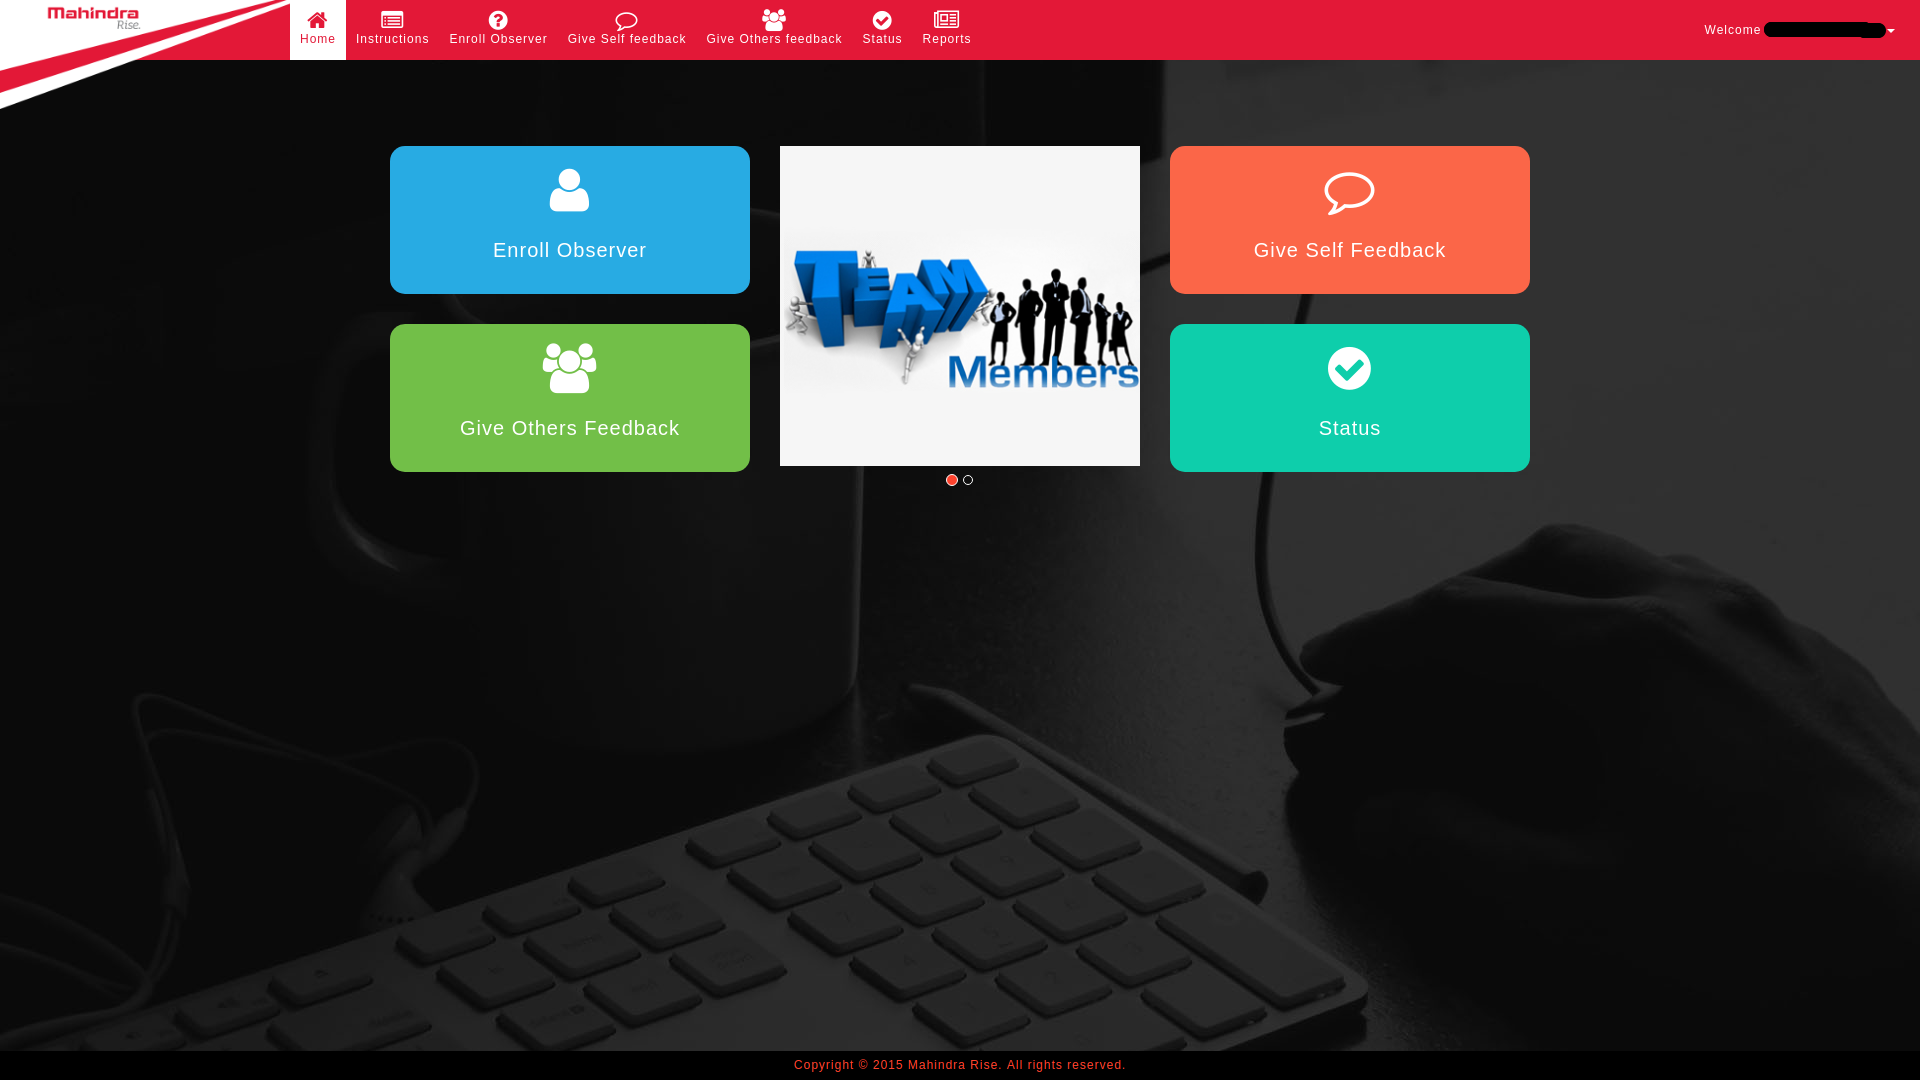 Mahindra
Rise.
Home
Instructions
Enroll Observer
Give Self feedback
Give Others feedback
Status
Reports
Welcome
Enroll Observer
TEAM
Members
Give Self Feedback
Give Others Feedback
Status
Copyright © 2015 Mahindra Rise. All rights reserved.